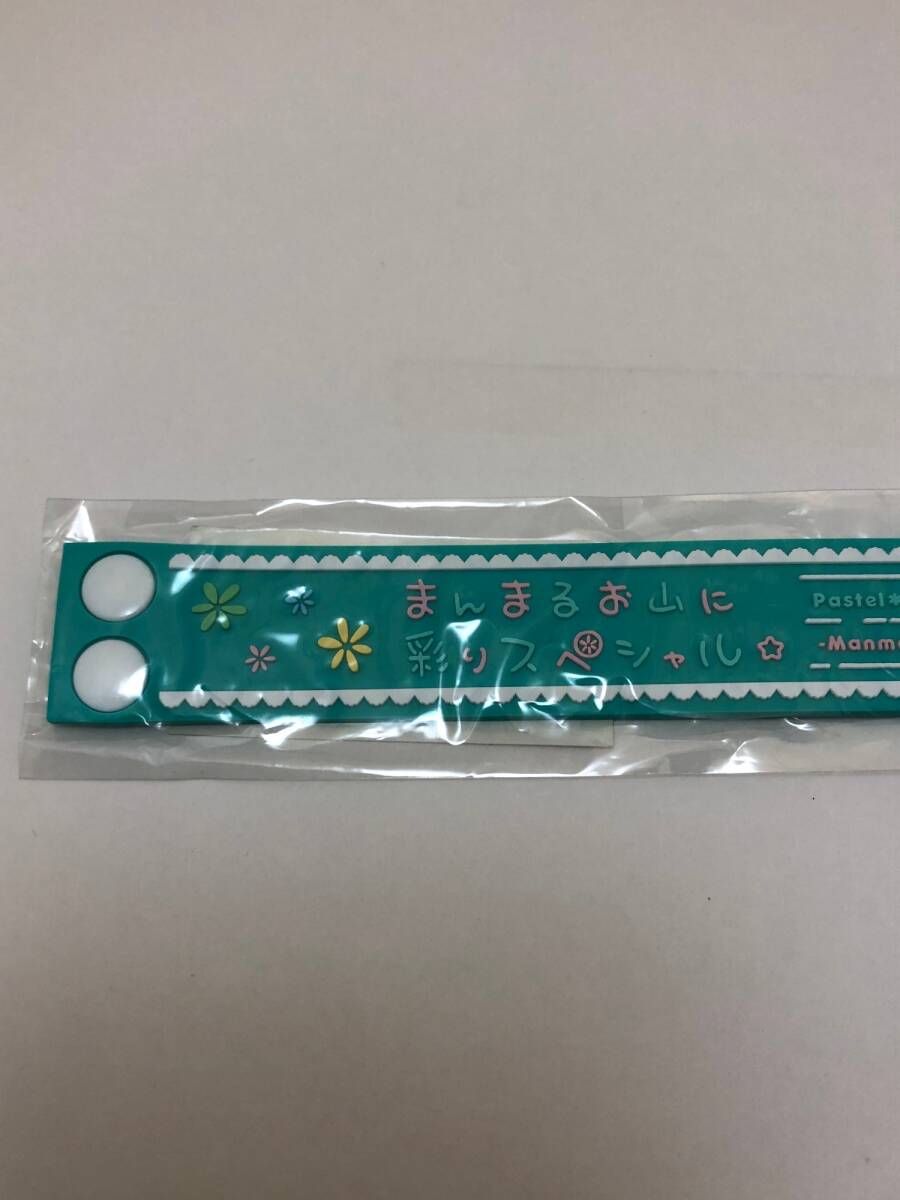 まんまるお山に
彩りスペシャル☆
Pastel*
-Manm